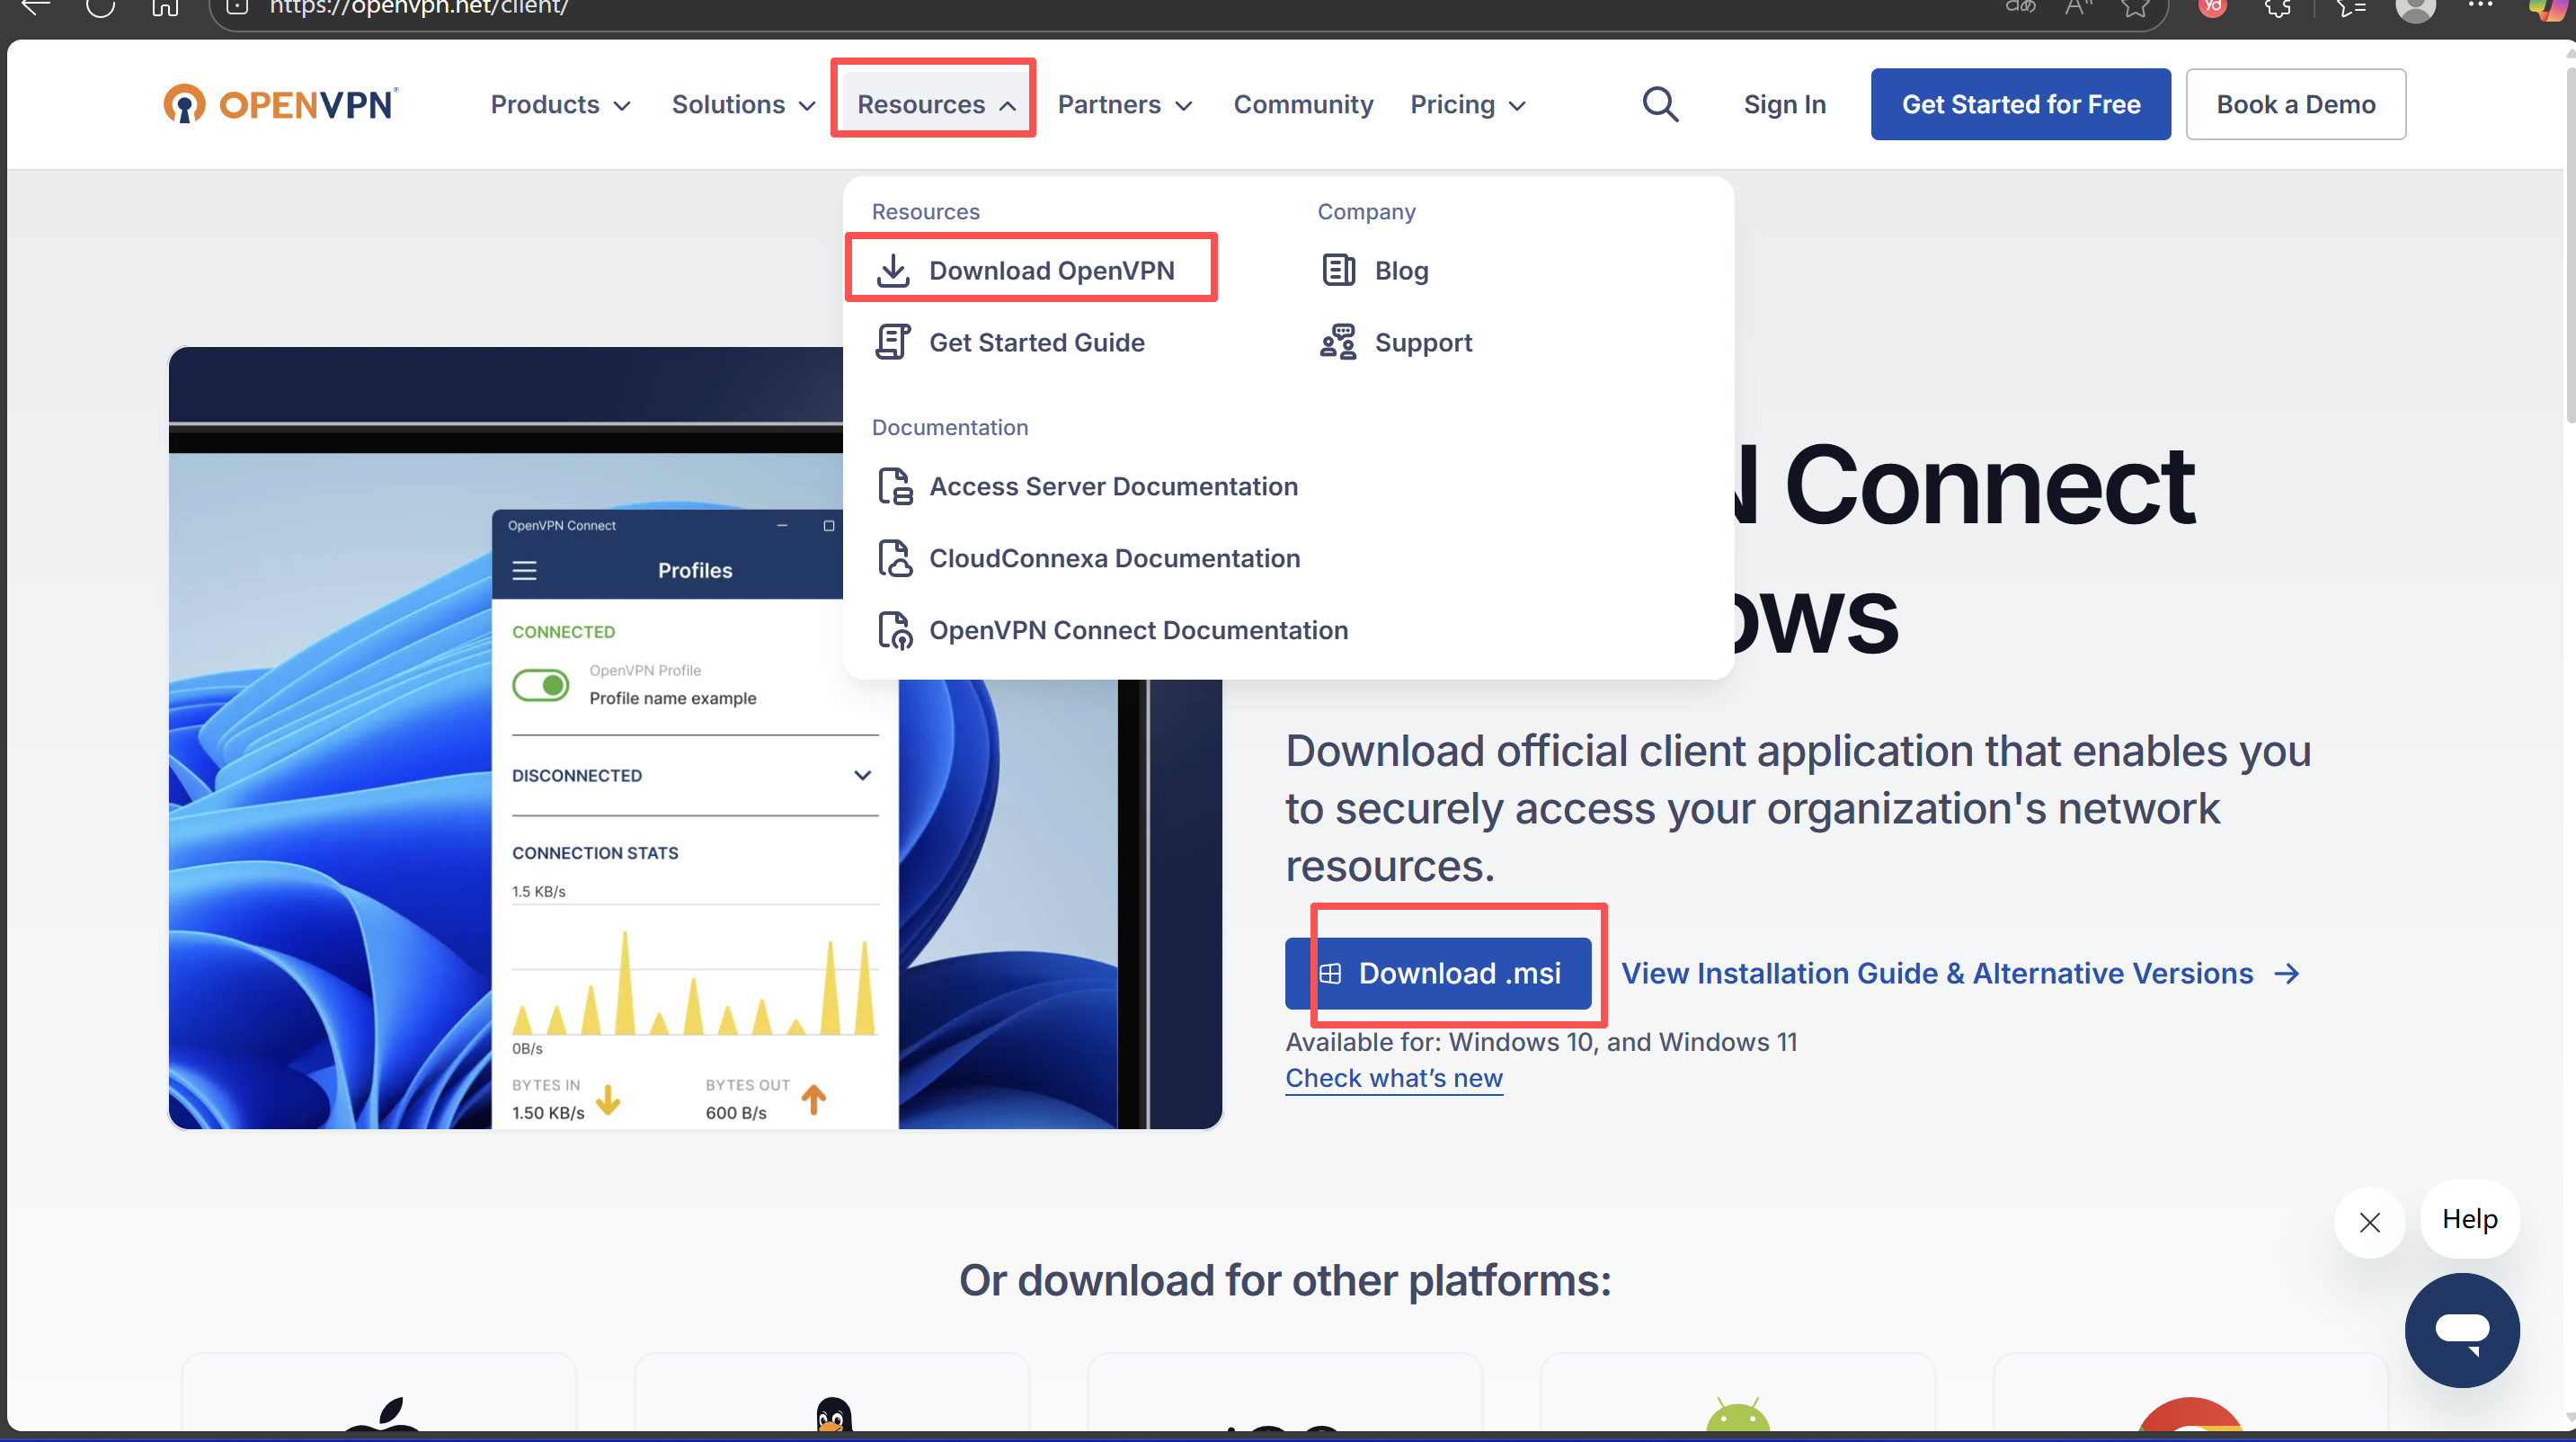 https://openvpn.net/client/
OPENVPN
Products
Solutions
Resources
Partners
Community
Pricing
Sign In
Get Started for Free
Book a Demo
Resources
Download OpenVPN
Get Started Guide
Company
Blog
Support
Documentation
Access Server Documentation
CloudConnexa Documentation
OpenVPN Connect Documentation
Connect
ows
OpenVPN Connect
Profiles
CONNECTED
OpenVPN Profile
Profile name example
DISCONNECTED
CONNECTION STATS
1.5 KB/s
0B/s
BYTES IN
1.50 KB/s
BYTES OUT
600 B/s
Download official client application that enables you
to securely access your organization's network
resources.
Download .msi
View Installation Guide & Alternative Versions
Available for: Windows 10, and Windows 11
Check what’s new
Help
Or download for other platforms: